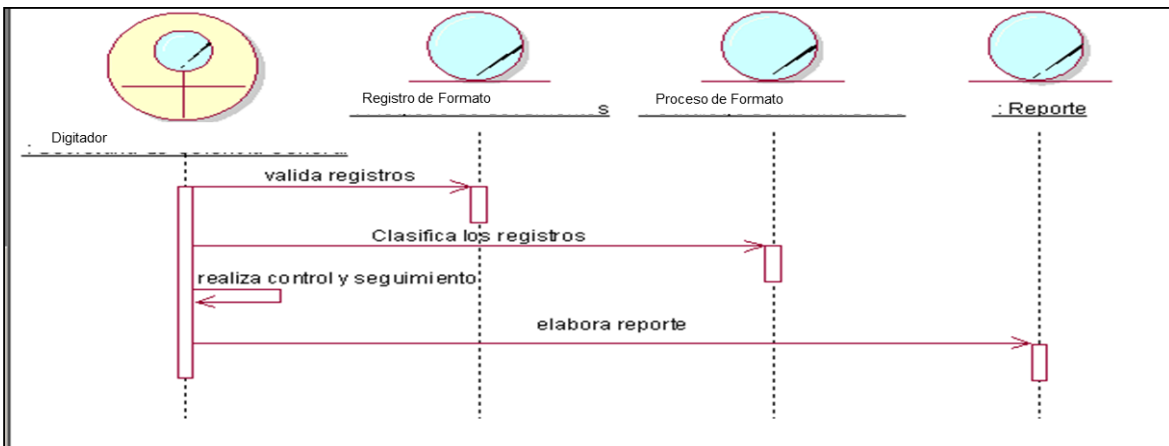 Registro de Formato
s
Proceso de Formato
: Reporte
Digitador
valida registros
Clasifica los registros
realiza control y seguimiento
elabora reporte